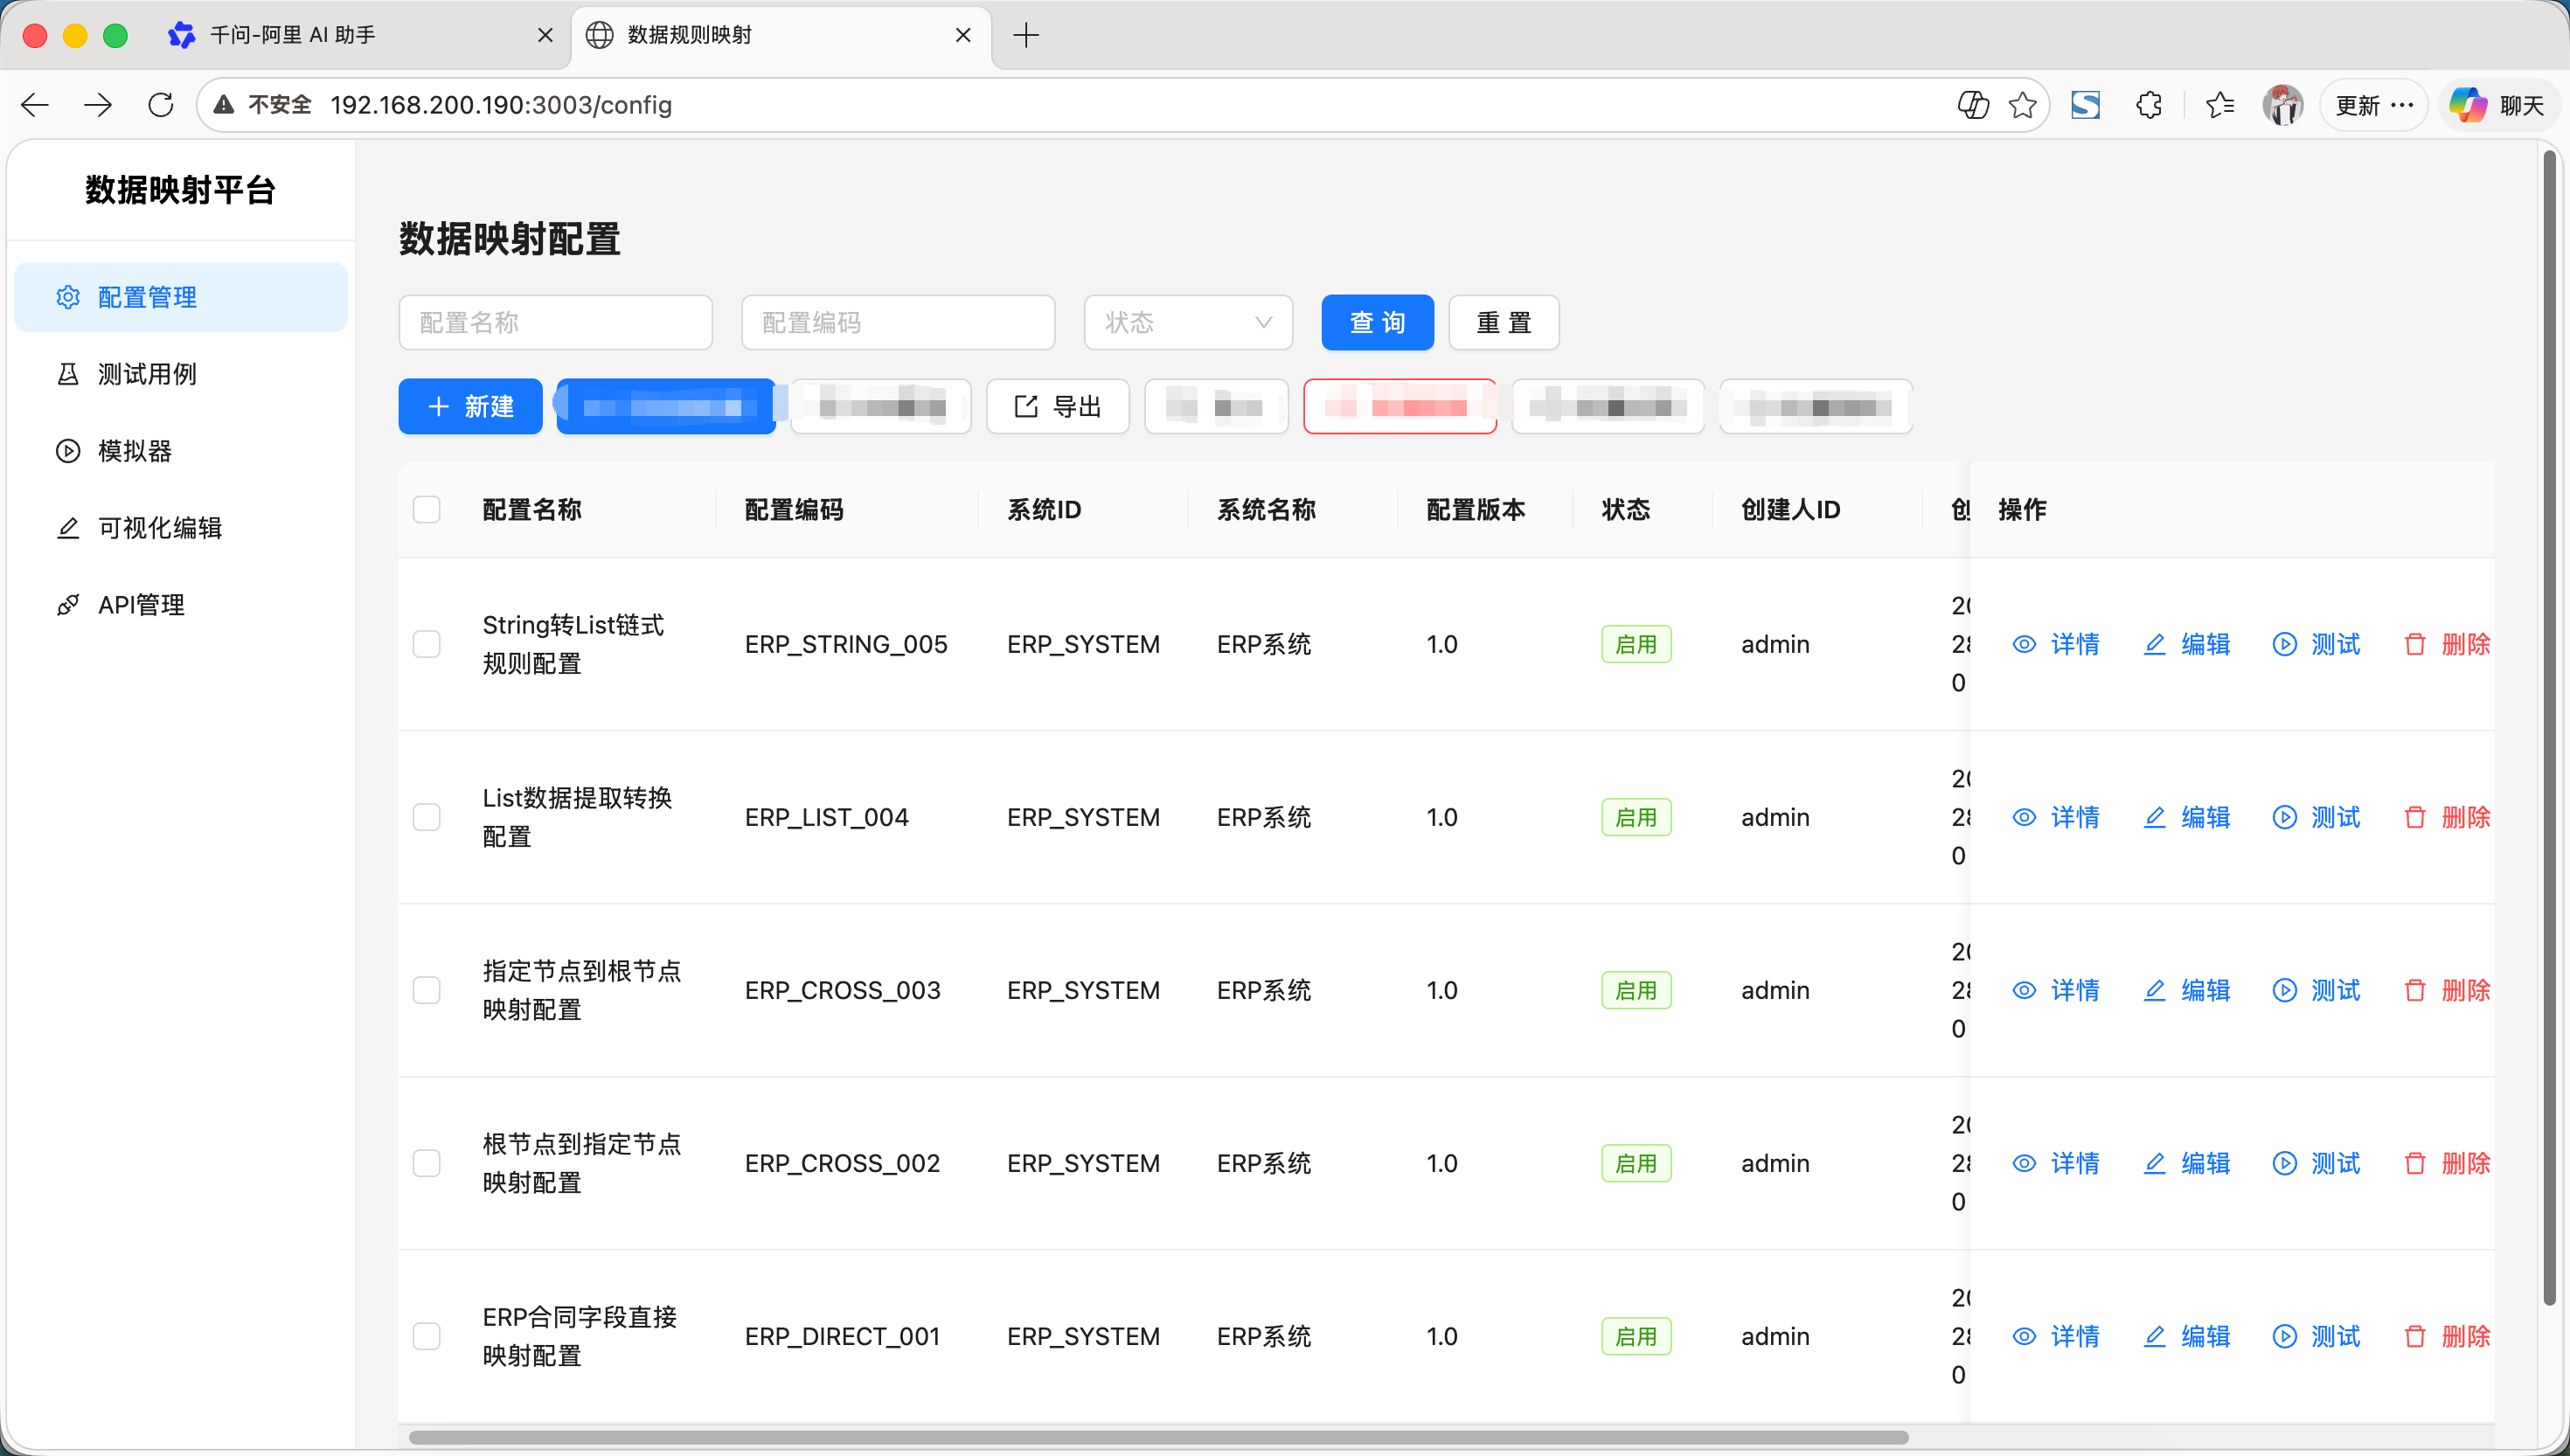 千问-阿里 AI 助手
数据规则映射
不安全 192.168.200.190:3003/config
更新
聊天
数据映射平台
配置管理
测试用例
模拟器
可视化编辑
API管理
数据映射配置
配置名称 配置编码 状态 查 询 重 置
新建 导出
配置名称 配置编码 系统ID 系统名称 配置版本 状态 创建人ID 创 操作
String转List链式
规则配置
ERP_STRING_005 ERP_SYSTEM ERP系统 1.0 启用 admin 详情 编辑 测试 删除
List数据提取转换
配置
ERP_LIST_004 ERP_SYSTEM ERP系统 1.0 启用 admin 详情 编辑 测试 删除
指定节点到根节点
映射配置
ERP_CROSS_003 ERP_SYSTEM ERP系统 1.0 启用 admin 详情 编辑 测试 删除
根节点到指定节点
映射配置
ERP_CROSS_002 ERP_SYSTEM ERP系统 1.0 启用 admin 详情 编辑 测试 删除
ERP合同字段直接
映射配置
ERP_DIRECT_001 ERP_SYSTEM ERP系统 1.0 启用 admin 详情 编辑 测试 删除